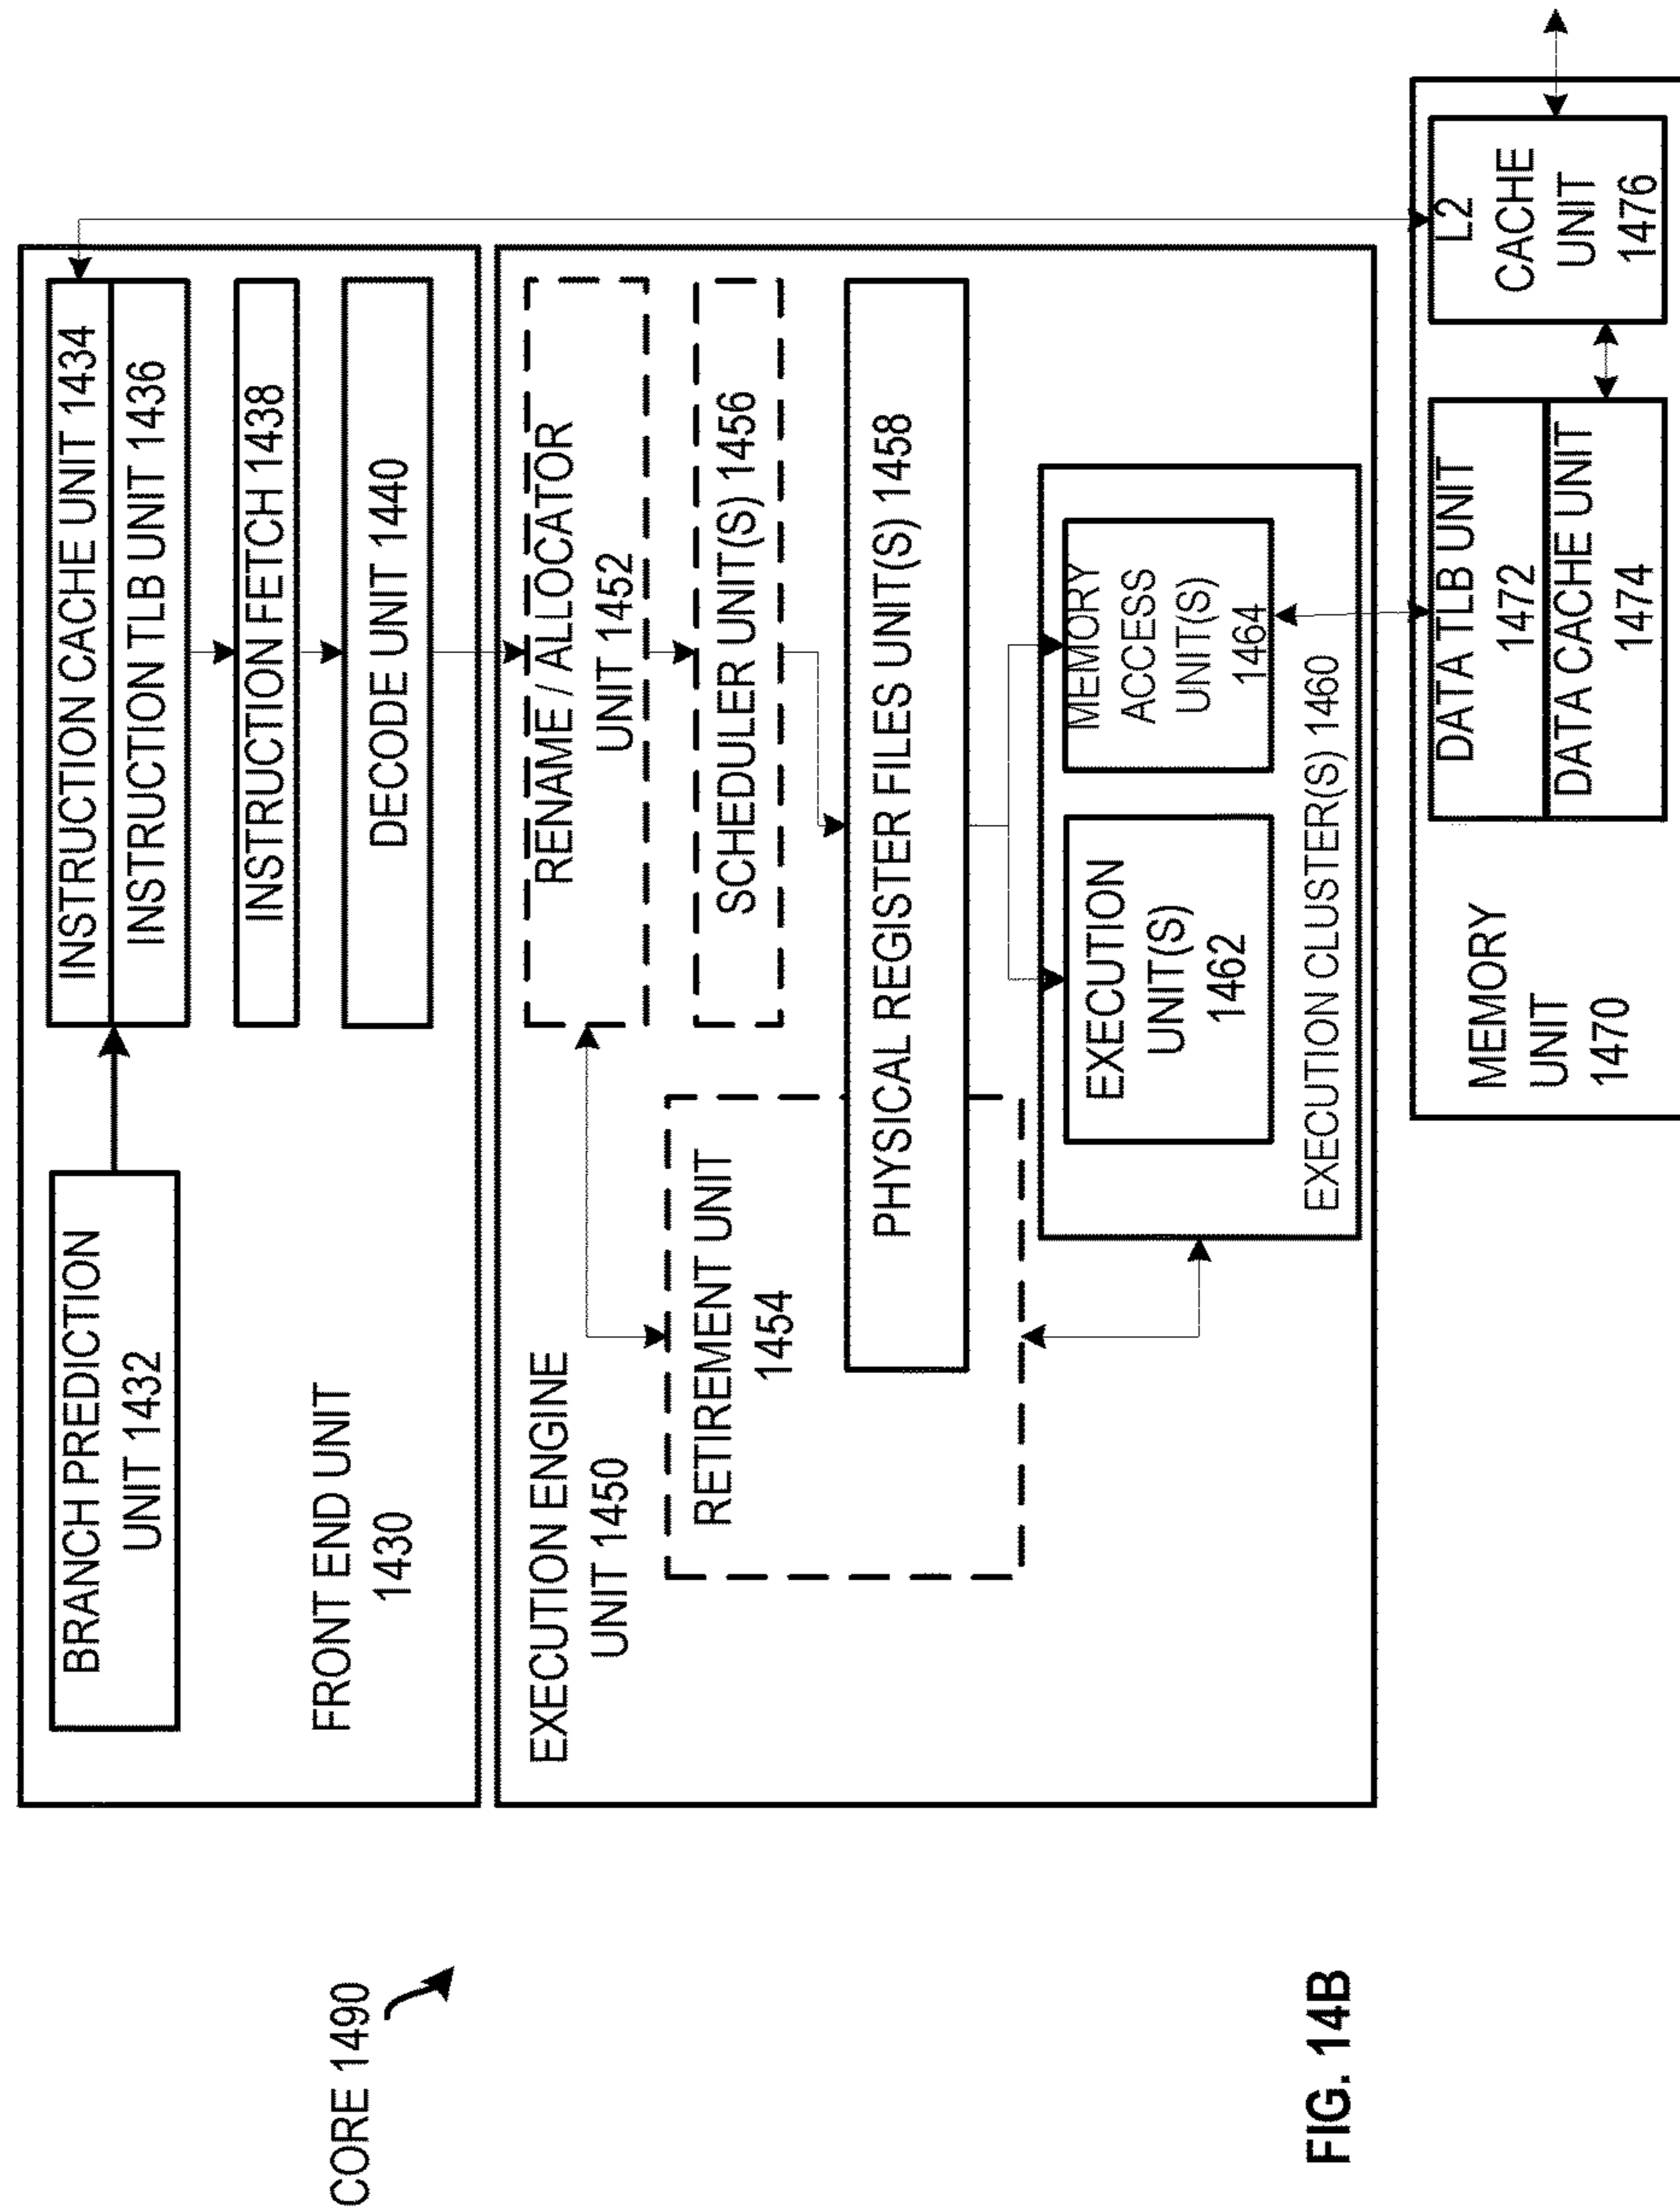 CORE 1490
BRANCH PREDICTION
UNIT 1432
INSTRUCTION CACHE UNIT 1434
INSTRUCTION TLB UNIT 1436
INSTRUCTION FETCH 1438
FRONT END UNIT
1430
DECODE UNIT 1440
EXECUTION ENGINE
UNIT 1450
RENAME / ALLOCATOR
UNIT 1452
RETIREMENT UNIT
1454
SCHEDULER UNIT(S) 1456
PHYSICAL REGISTER FILES UNIT(S) 1458
EXECUTION
UNIT(S)
1462
MEMORY
ACCESS
UNIT(S)
1464
EXECUTION CLUSTER(S) 1460
MEMORY
UNIT
1470
DATA TLB UNIT
1472
DATA CACHE UNIT
1474
L2
CACHE
UNIT
1476
FIG. 14B